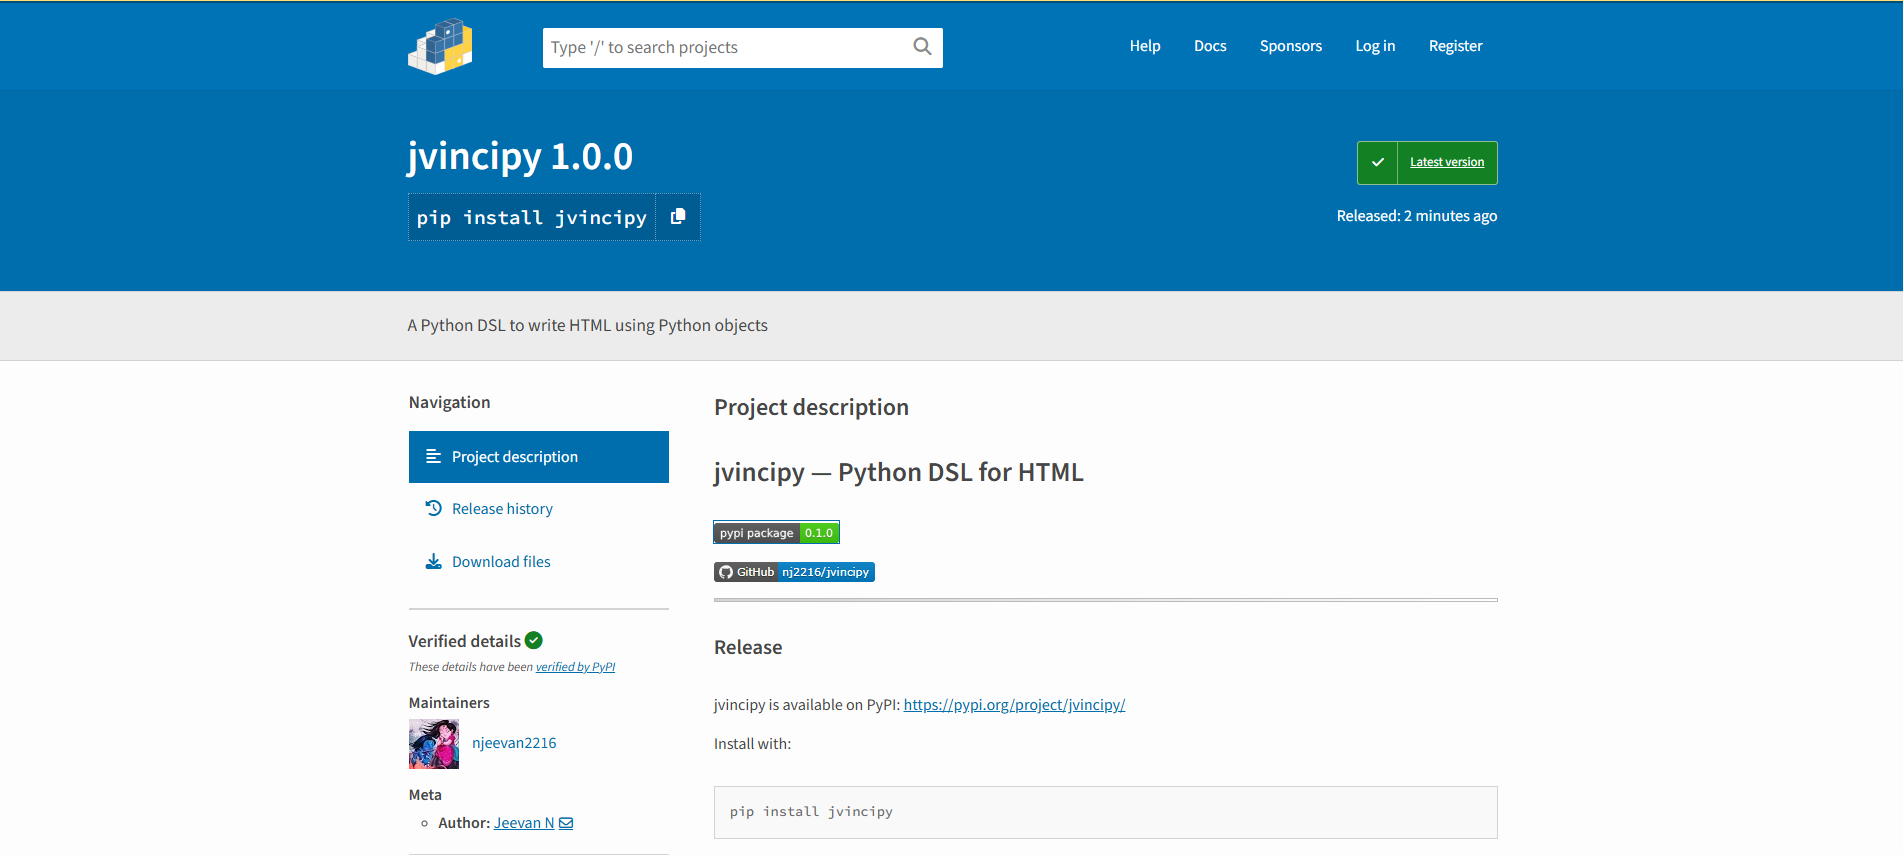 Type '/' to search projects
Help
Docs
Sponsors
Log in
Register
jvincipy 1.0.0
Latest version
pip install jvincipy
Released: 2 minutes ago
A Python DSL to write HTML using Python objects
Navigation
Project description
Release history
Download files
Verified details
These details have been verified by PyPI
Maintainers
njeevan2216
Meta
Author: Jeevan N
Project description
jvincipy — Python DSL for HTML
pypi package 0.1.0
GitHub nj2216/jvincipy
Release
jvincipy is available on PyPI: https://pypi.org/project/jvincipy/
Install with:
pip install jvincipy